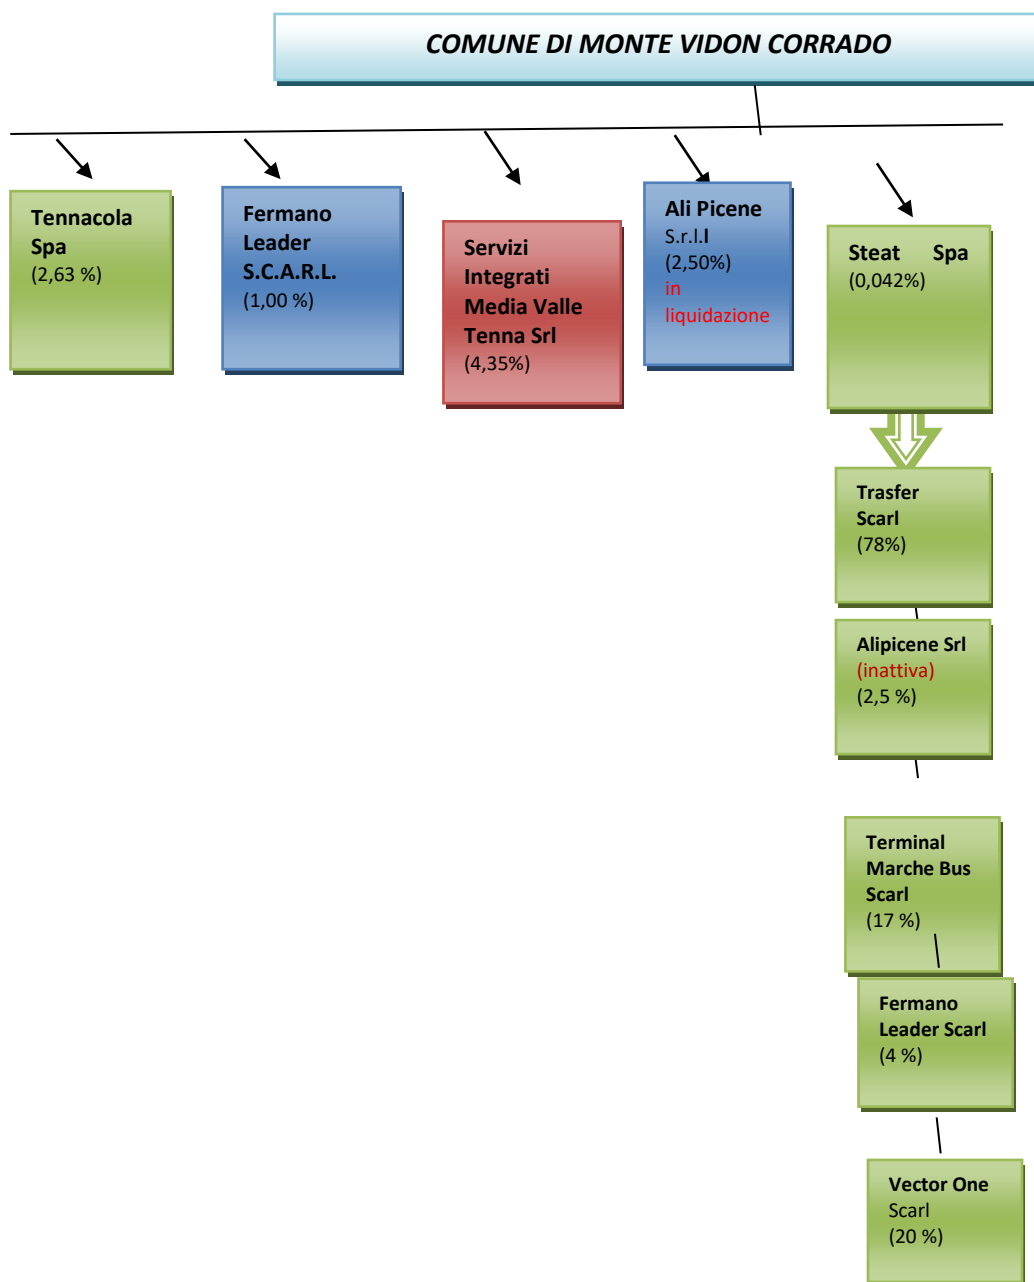 COMUNE DI MONTE VIDON CORRADO
Tennacola
Spa
(2,63 %)
Fermano
Leader
S.C.A.R.L.
(1,00 %)
Servizi
Integrati
Media Valle
Tenna Srl
(4,35%)
Ali Picene
S.r.l.l
(2,50%)
in
liquidazione
Steat Spa
(0,042%)
Trasfer
Scarl
(78%)
Alipicene Srl
(inattiva)
(2,5 %)
Terminal
Marche Bus
Scarl
(17 %)
Fermano
Leader Scarl
(4 %)
Vector One
Scarl
(20 %)